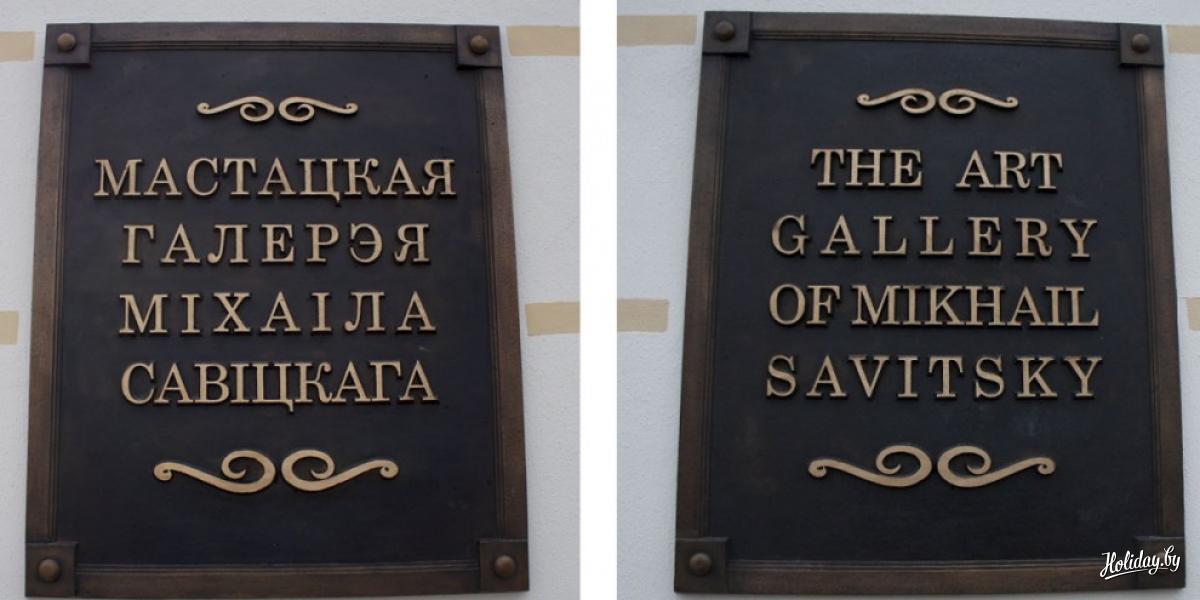 МАСТАЦКАЯ
ГАЛЕРЭЯ
МІХАІЛА
САВІЦКАГА
THE ART
GALLERY
OF MIKHAIL
SAVITSKY
Holiday.by